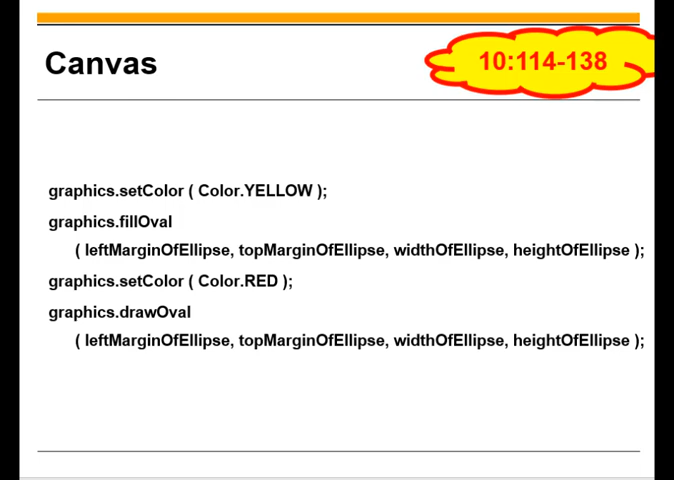 Canvas
10:114-138
graphics.setColor ( Color.YELLOW );
graphics.fillOval
( leftMarginOfEllipse, topMarginOfEllipse, widthOfEllipse, heightOfEllipse );
graphics.setColor ( Color.RED );
graphics.drawOval
( leftMarginOfEllipse, topMarginOfEllipse, widthOfEllipse, heightOfEllipse );